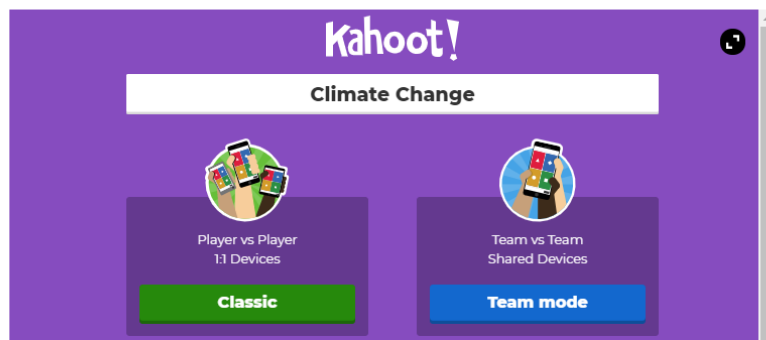 Kahoot!
Climate Change
Player vs Player
1:1 Devices
Classic
Team vs Team
Shared Devices
Team mode